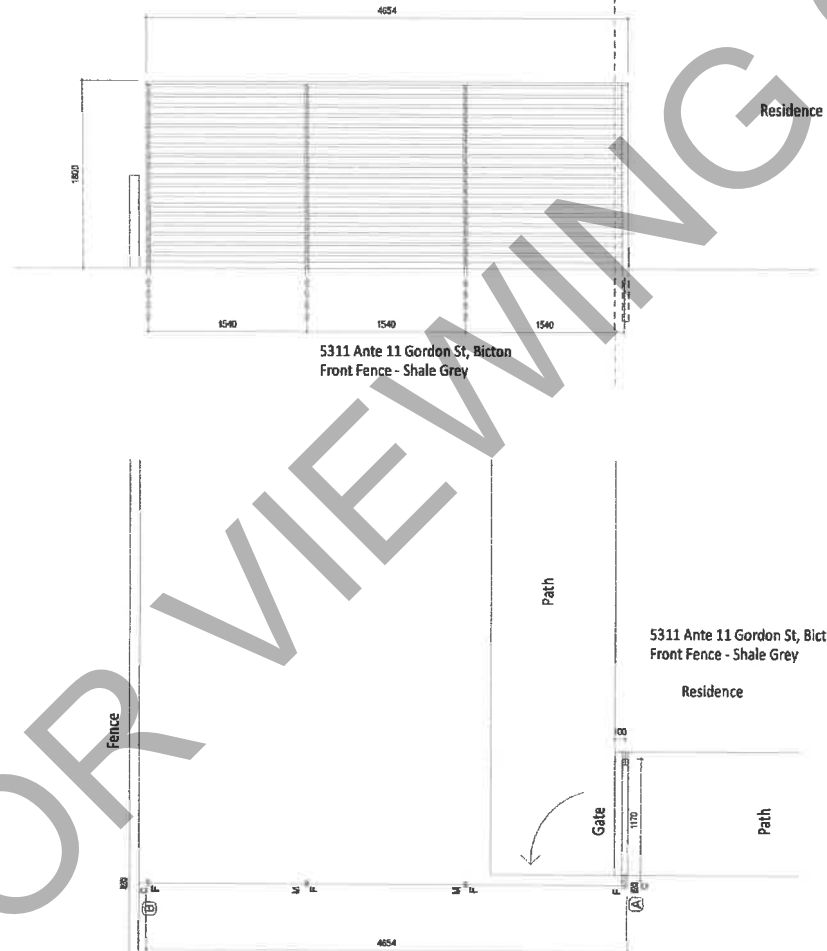 4654
Residence
1800
1540
1540
1540
5311 Ante 11 Gordon St, Bicton
Front Fence - Shale Grey
OR VIEWING
Path
5311 Ante 11 Gordon St, Bict
Front Fence - Shale Grey
Residence
Fence
Gate
1170
Path
F
M
F
M
F
F
B
A
4654